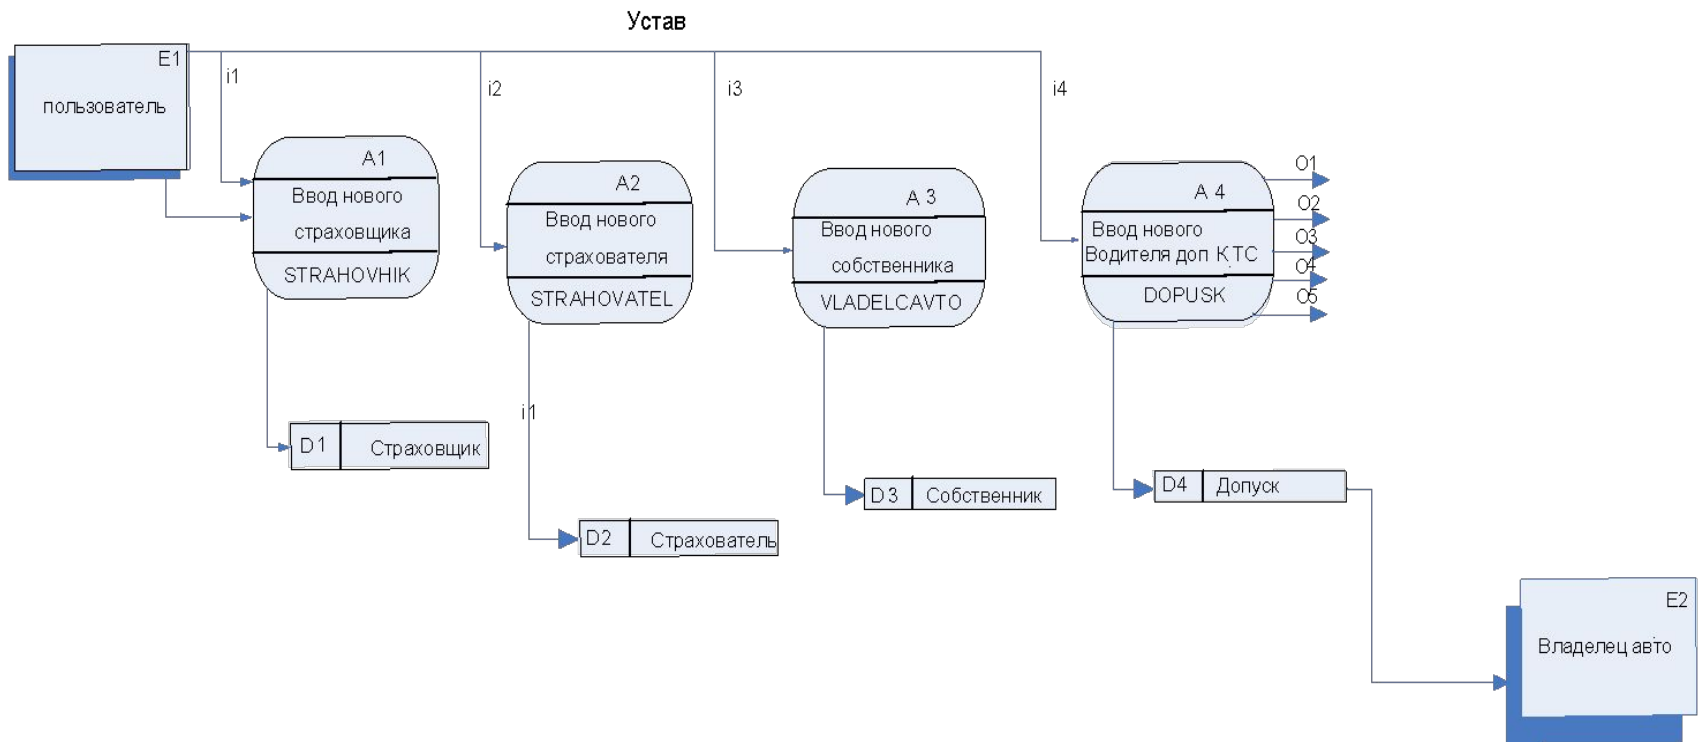 Устав
E1
пользователь
i1
i2
i3
i4
A1
Ввод нового
страховщика
STRAHOVHIK
A2
Ввод нового
страхователя
STRAHOVATEL
A 3
Ввод нового
собственника
VLADELCAVTO
A 4
Ввод нового
Водителя доп КТС
DOPUSK
O1
O2
O3
O4
O5
i1
D1 Страховщик
D2 Страхователь
D3 Собственник
D4 Допуск
E2
Владелец авто